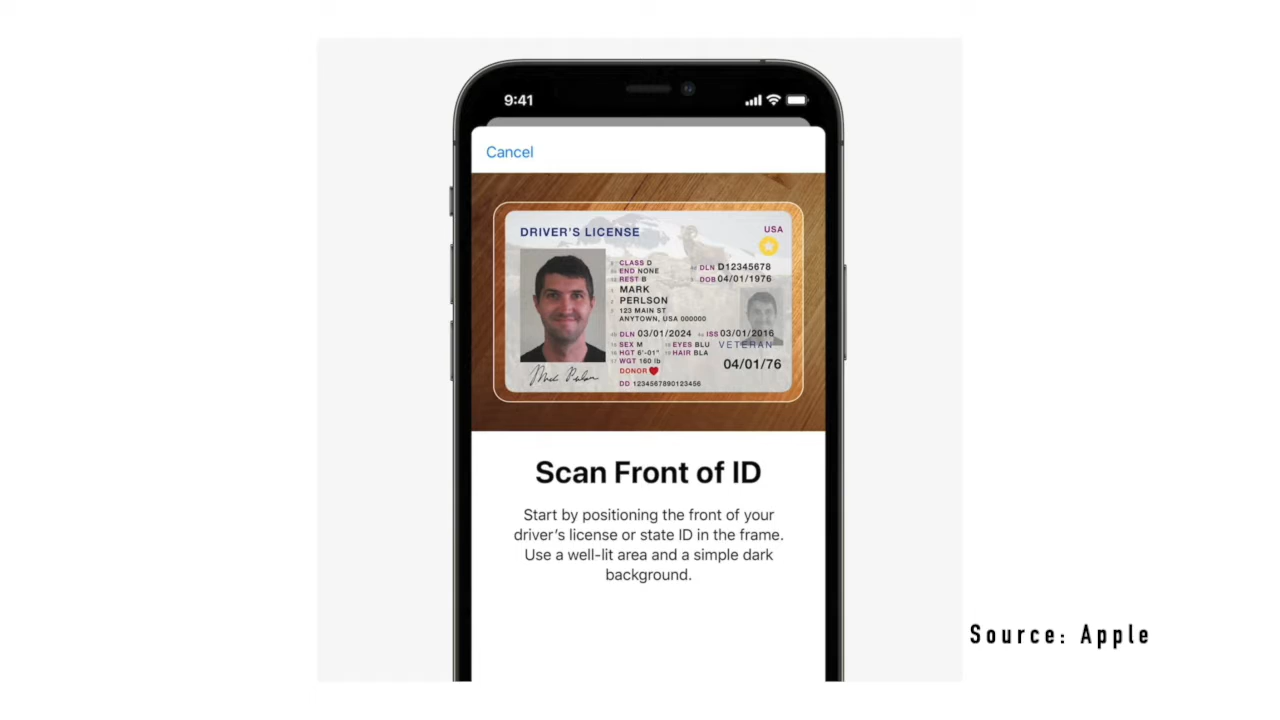 9:41
Cancel
DRIVER'S LICENSE
USA
CLASS D
END NONE
REST B
DLN D12345678
DOB 04/01/1976
MARK
PERLSON
123 MAIN ST
ANYTOWN, USA 000000
DLN 03/01/2024 ISS 03/01/2016
SEX M EYES BLU VETERAN
HGT 6'-01" HAIR BLA
WGT 160 lb
04/01/76
DONOR
DD 1234567890123456
Mark Perlson
Scan Front of ID
Start by positioning the front of your
driver's license or state ID in the frame.
Use a well-lit area and a simple dark
background.
Source: Apple